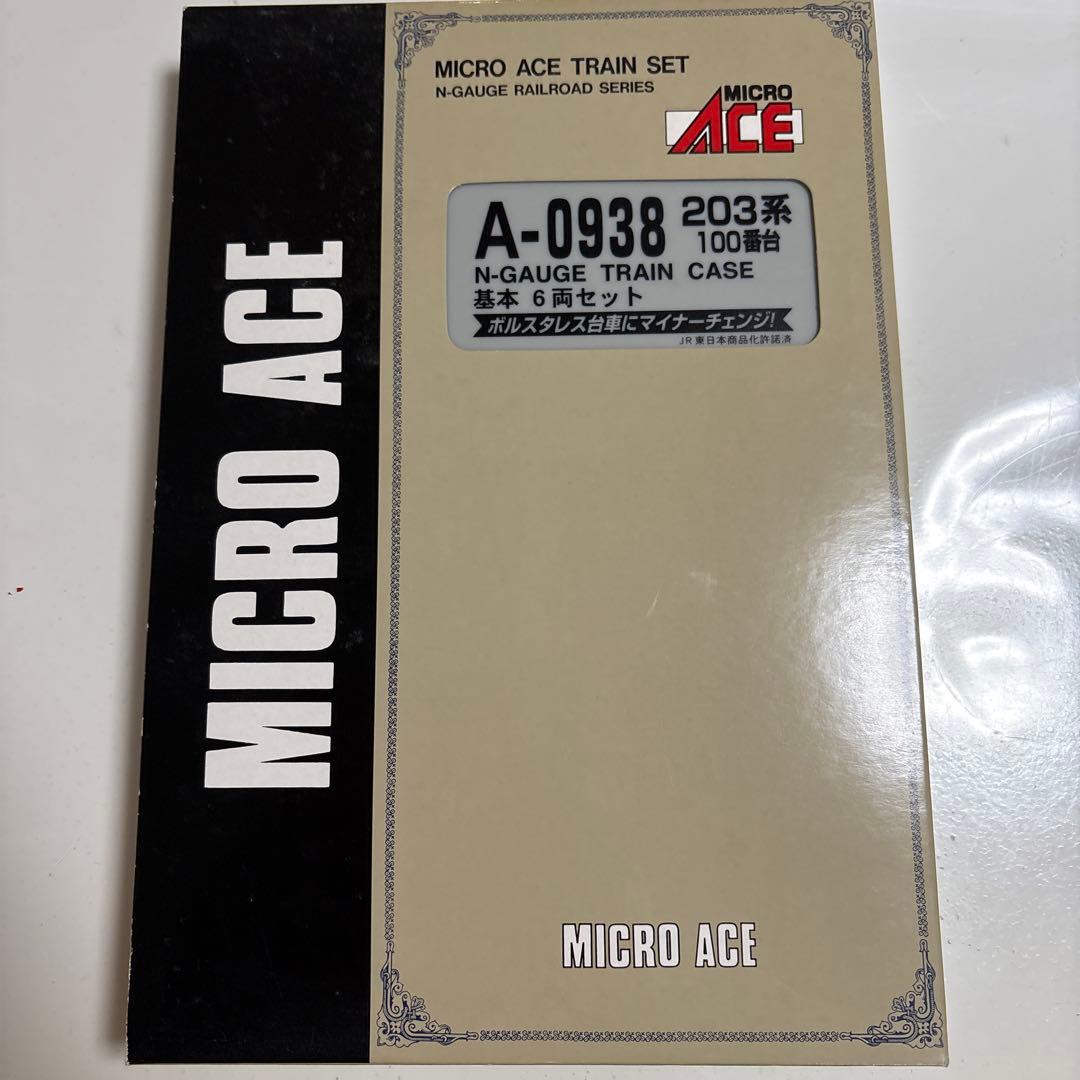 MICRO ACE
MICRO ACE TRAIN SET
N-GAUGE RAILROAD SERIES
MICRO
ACE
A-0938 203系
100番台
N-GAUGE TRAIN CASE
基本 6両セット
ボルスタレス台車にマイナーチェンジ!
JR東日本商品化許諾済
MICRO ACE